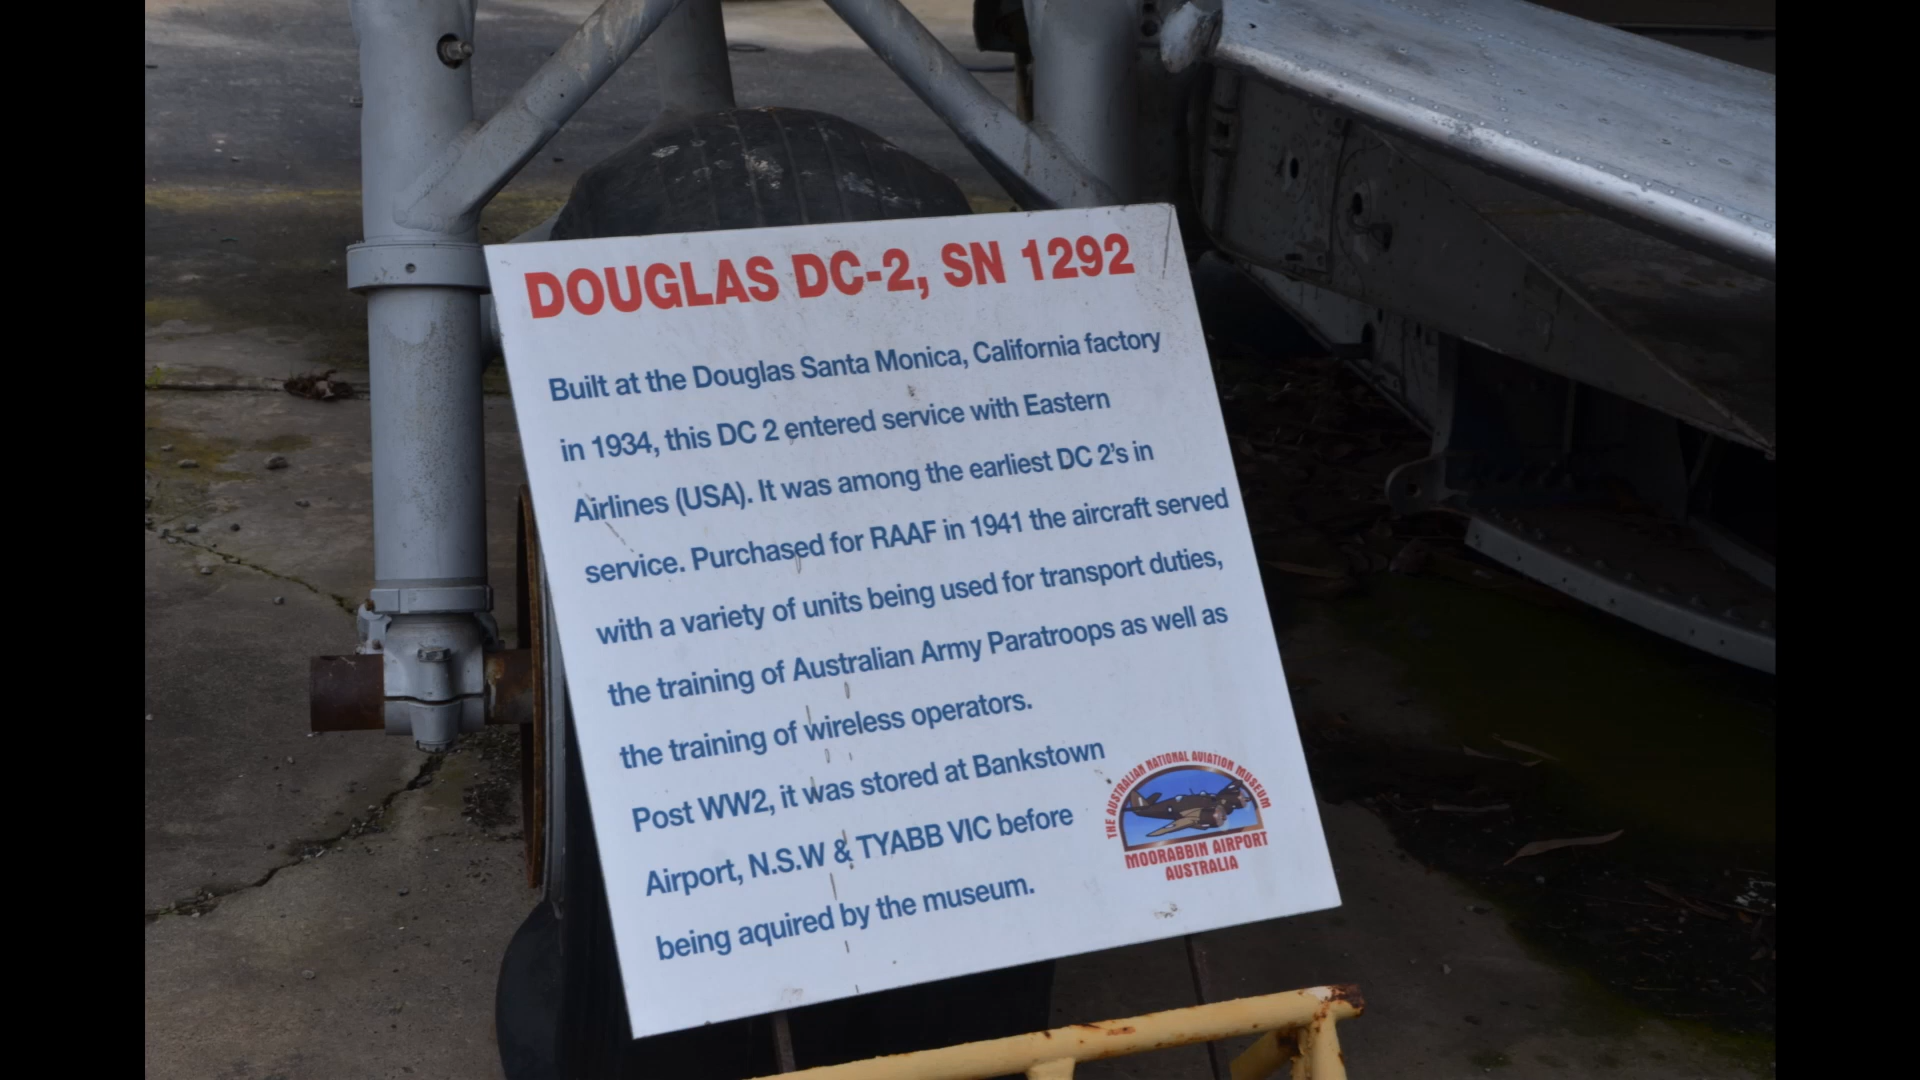 DOUGLAS DC-2, SN 1292
Built at the Douglas Santa Monica, California factory
in 1934, this DC 2 entered service with Eastern
Airlines (USA). It was among the earliest DC 2's in
service. Purchased for RAAF in 1941 the aircraft served
with a variety of units being used for transport duties,
the training of Australian Army Paratroops as well as
the training of wireless operators.
Post WW2, it was stored at Bankstown
Airport, N.S.W & TYABB VIC before
being aquired by the museum.
THE AUSTRALIAN NATIONAL AVIATION MUSEUM
MOORABBIN AIRPORT
AUSTRALIA